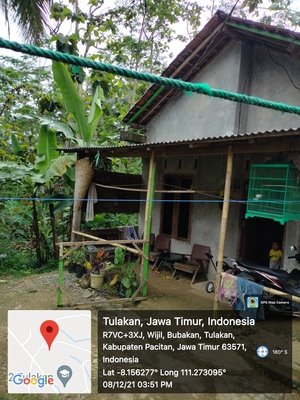 GPS Map Camera
Tulakan, Jawa Timur, Indonesia
R7VC+3XJ, Wijil, Bubakan, Tulakan,
Kabupaten Pacitan, Jawa Timur 63571,
Indonesia
Lat -8.156277° Long 111.273095°
08/12/21 03:51 PM
180° S
Tulakan
Google